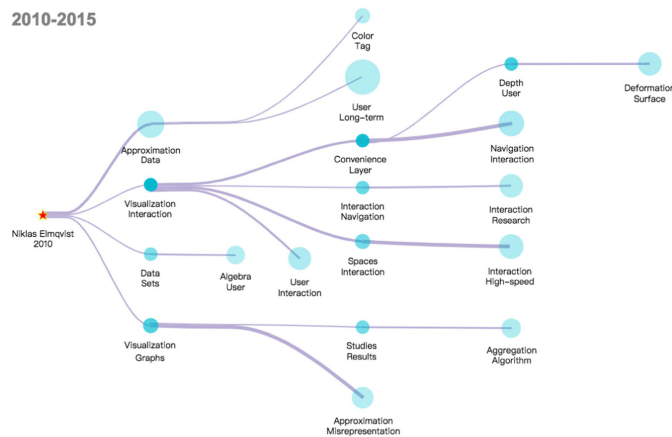 2010-2015
Color
Tag
User
Long-term
Depth
User
Deformation
Surface
Approximation
Data
Convenience
Layer
Navigation
Interaction
Visualization
Interaction
Interaction
Navigation
Interaction
Research
Niklas Elmqvist
2010
Data
Sets
Algebra
User
User
Interaction
Spaces
Interaction
Interaction
High-speed
Visualization
Graphs
Studies
Results
Aggregation
Algorithm
Approximation
Misrepresentation